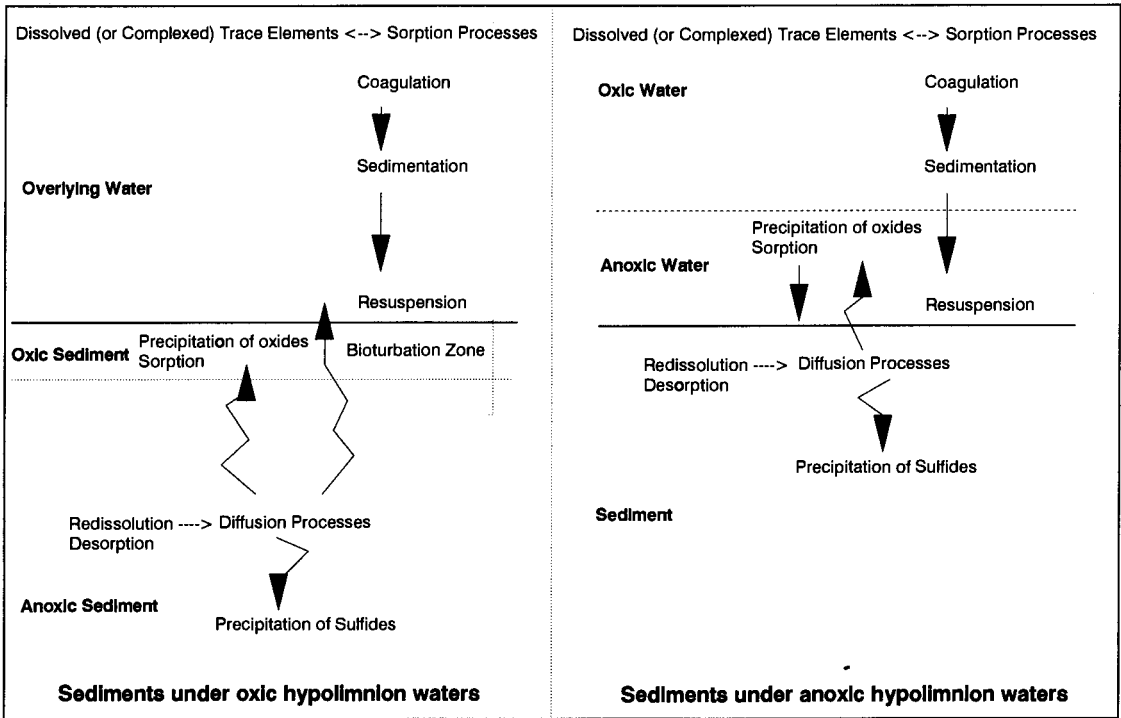 Dissolved (or Complexed) Trace Elements <--> Sorption Processes
Coagulation
Sedimentation
Overlying Water
Resuspension
Oxic Sediment
Precipitation of oxides
Sorption
Bioturbation Zone
Redissolution ----> Diffusion Processes
Desorption
Anoxic Sediment
Precipitation of Sulfides
Sediments under oxic hypolimnion waters
Dissolved (or Complexed) Trace Elements <--> Sorption Processes
Oxic Water
Coagulation
Sedimentation
Precipitation of oxides
Sorption
Anoxic Water
Resuspension
Redissolution ----> Diffusion Processes
Desorption
Precipitation of Sulfides
Sediment
Sediments under anoxic hypolimnion waters